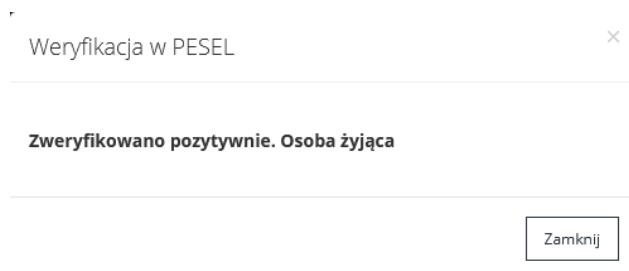 Weryfikacja w PESEL
×
Zweryfikowano pozytywnie. Osoba żyjąca
Zamknij